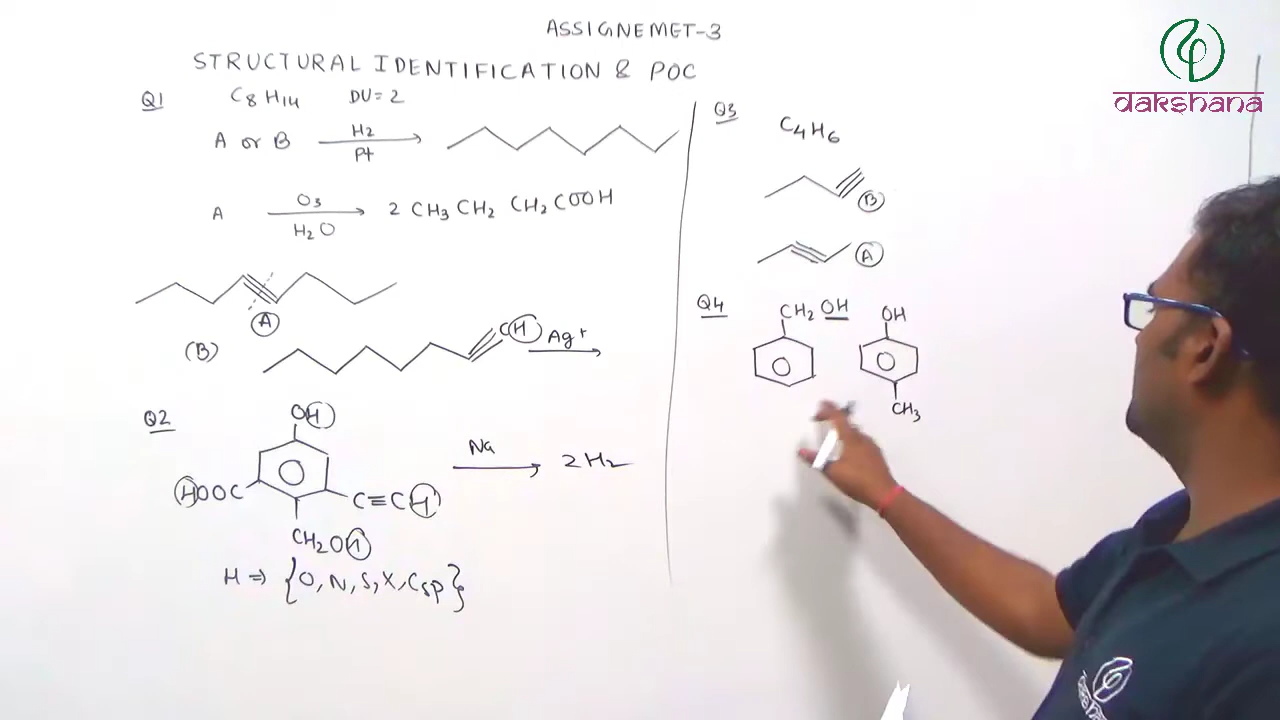 ASSIGNEMET-3
STRUCTURAL IDENTIFICATION & POC
Q1 C8H14 DU=2
A or B H2 Pt
A O3 H2O 2 CH3CH2CH2COOH
A
(B) CH Ag+
Q2 OH
HOOC C≡CH
CH2OH
Na 2H2
H ⇒ {O, N, S, X, Csp}
Q3 C4H6
B
A
Q4 CH2OH OH
CH3
dakshana